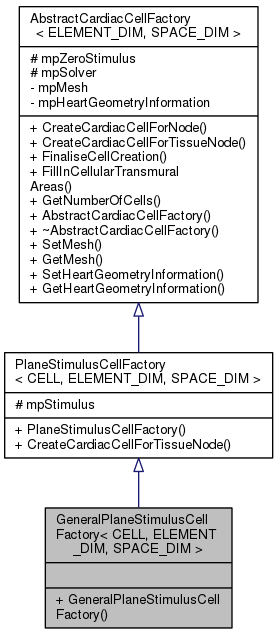 AbstractCardiacCellFactory
< ELEMENT_DIM, SPACE_DIM >
# mpZeroStimulus
# mpSolver
- mpMesh
- mpHeartGeometryInformation
+ CreateCardiacCellForNode()
+ CreateCardiacCellForTissueNode()
+ FinaliseCellCreation()
+ FillInCellularTransmural
Areas()
+ GetNumberOfCells()
+ AbstractCardiacCellFactory()
+ ~AbstractCardiacCellFactory()
+ SetMesh()
+ GetMesh()
+ SetHeartGeometryInformation()
+ GetHeartGeometryInformation()
PlaneStimulusCellFactory
< CELL, ELEMENT_DIM, SPACE_DIM >
# mpStimulus
+ PlaneStimulusCellFactory()
+ CreateCardiacCellForTissueNode()
GeneralPlaneStimulusCell
Factory< CELL, ELEMENT
_DIM, SPACE_DIM >
+ GeneralPlaneStimulusCell
Factory()